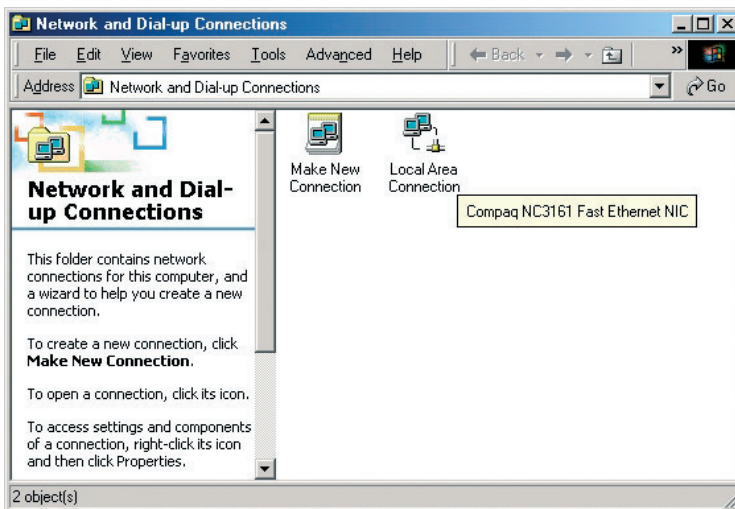 Network and Dial-up Connections
File Edit View Favorites Tools Advanced Help Back »
Address Network and Dial-up Connections Go
Network and Dial-
up Connections
This folder contains network
connections for this computer, and
a wizard to help you create a new
connection.
To create a new connection, click
Make New Connection.
To open a connection, click its icon.
To access settings and components
of a connection, right-click its icon
and then click Properties.
Make New
Connection
Local Area
Connection
Compaq NC3161 Fast Ethernet NIC
2 object(s)